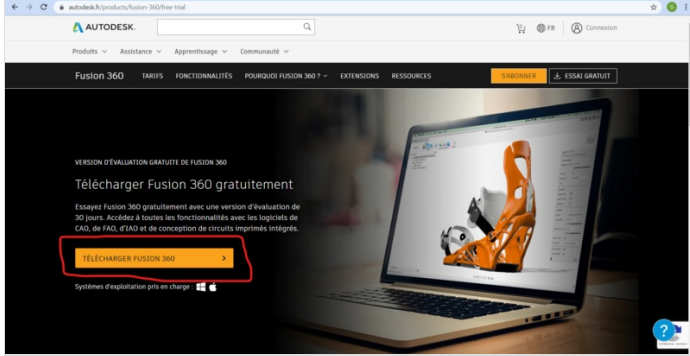 autodesk.fr/products/fusion-360/free-trial
AUTODESK.
FR
Connexion
Produits
Assistance
Apprentissage
Communauté
Fusion 360
TARIFS
FONCTIONNALITÉS
POURQUOI FUSION 360 ?
EXTENSIONS
RESSOURCES
S'ABONNER
ESSAI GRATUIT
VERSION D'ÉVALUATION GRATUITE DE FUSION 360
Télécharger Fusion 360 gratuitement
Essayez Fusion 360 gratuitement avec une version d'évaluation de
30 jours. Accédez à toutes les fonctionnalités avec les logiciels de
CAO, de FAO, d'IAO et de conception de circuits imprimés intégrés.
TÉLÉCHARGER FUSION 360
Systèmes d'exploitation pris en charge :
?